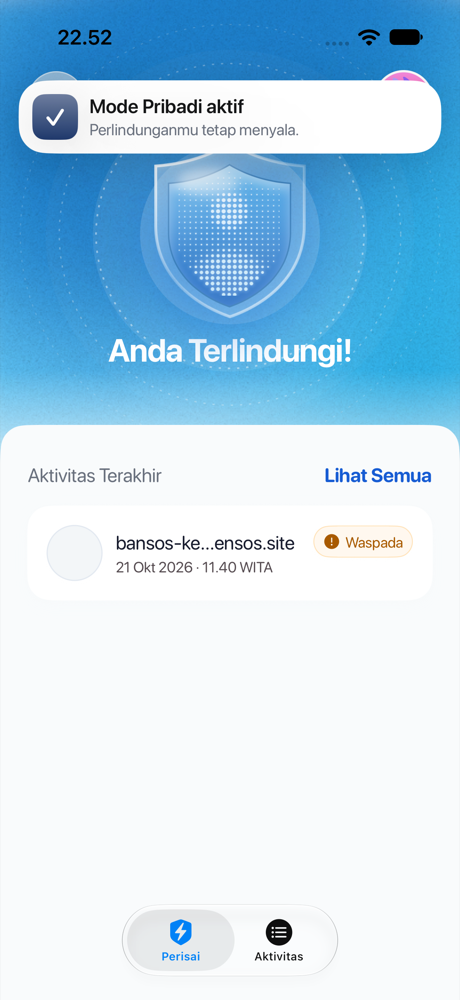 22.52
Mode Pribadi aktif
Perlindunganmu tetap menyala.
Anda Terlindungi!
Aktivitas Terakhir
Lihat Semua
bansos-ke...ensos.site
Waspada
21 Okt 2026 · 11.40 WITA
Perisai
Aktivitas